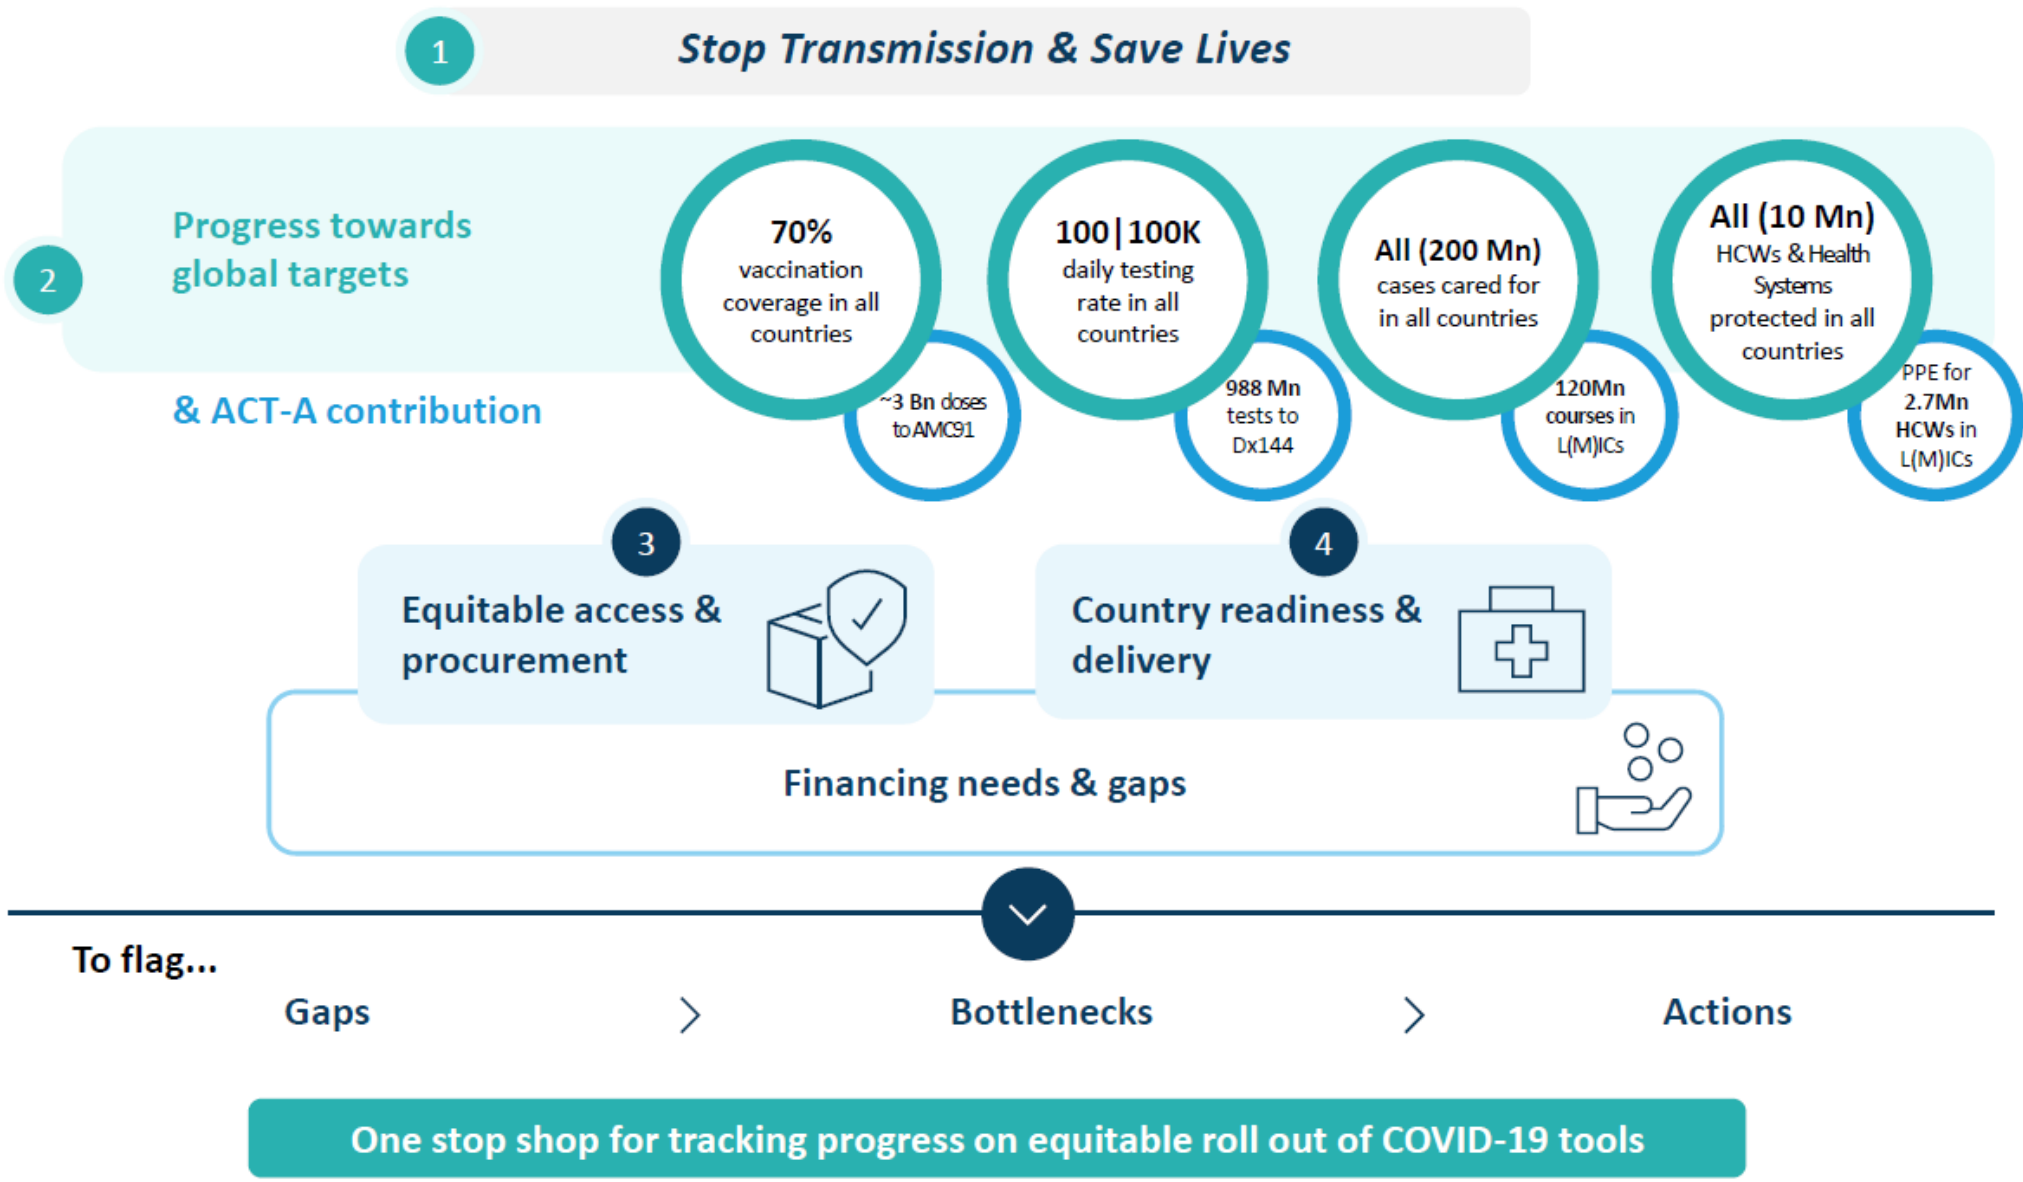 1
Stop Transmission & Save Lives
2
Progress towards
global targets
& ACT-A contribution
70%
vaccination
coverage in all
countries
~3 Bn doses
to AMC91
100|100K
daily testing
rate in all
countries
988 Mn
tests to
Dx144
All (200 Mn)
cases cared for
in all countries
120Mn
courses in
L(M)ICs
All (10 Mn)
HCWs & Health
Systems
protected in all
countries
PPE for
2.7Mn
HCWs in
L(M)ICs
3
Equitable access &
procurement
4
Country readiness &
delivery
Financing needs & gaps
To flag...
Gaps > Bottlenecks > Actions
One stop shop for tracking progress on equitable roll out of COVID-19 tools